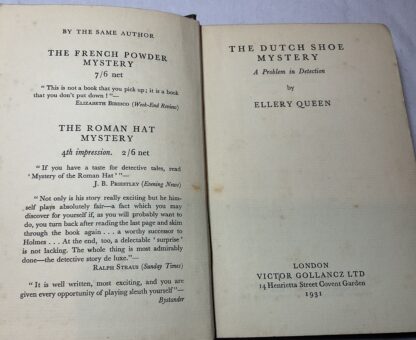 BY THE SAME AUTHOR
THE FRENCH POWDER
MYSTERY
7/6 net
"This is not a book that you pick up; it is a book
that you don't put down!"—
ELIZABETH BIBESCO (Week-End Review)
THE ROMAN HAT
MYSTERY
4th impression. 2/6 net
"If you have a taste for detective tales, read
'Mystery of the Roman Hat'"—
J. B. PRIESTLEY (Evening News)
"Not only is his story really exciting but he him-
self plays absolutely fair—a fact which you may
discover for yourself if, as you will probably want to
do, you turn back after reading the last page and skim
through the book again . . . a worthy successor to
Holmes . . . At the end, too, a delectable 'surprise'
is not lacking. The whole thing is most admirably
done—the detective story de luxe."—
RALPH STRAUS (Sunday Times)
"It is well written, most exciting, and you are
given every opportunity of playing sleuth yourself"—
Bystander
THE DUTCH SHOE
MYSTERY
A Problem in Detection
by
ELLERY QUEEN
LONDON
VICTOR GOLLANCZ LTD
14 Henrietta Street Covent Garden
1931